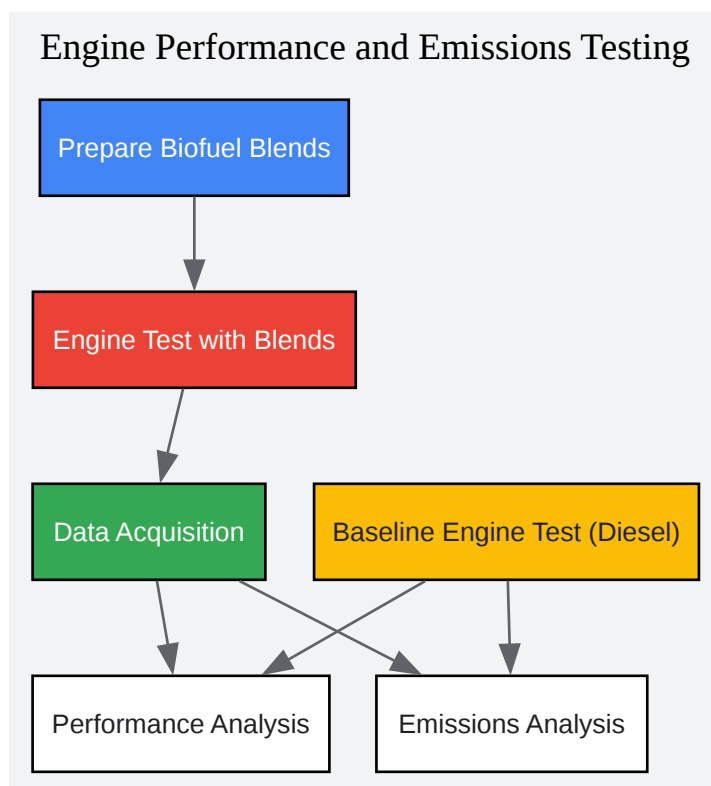 Engine Performance and Emissions Testing
Prepare Biofuel Blends
Engine Test with Blends
Data Acquisition
Baseline Engine Test (Diesel)
Performance Analysis
Emissions Analysis